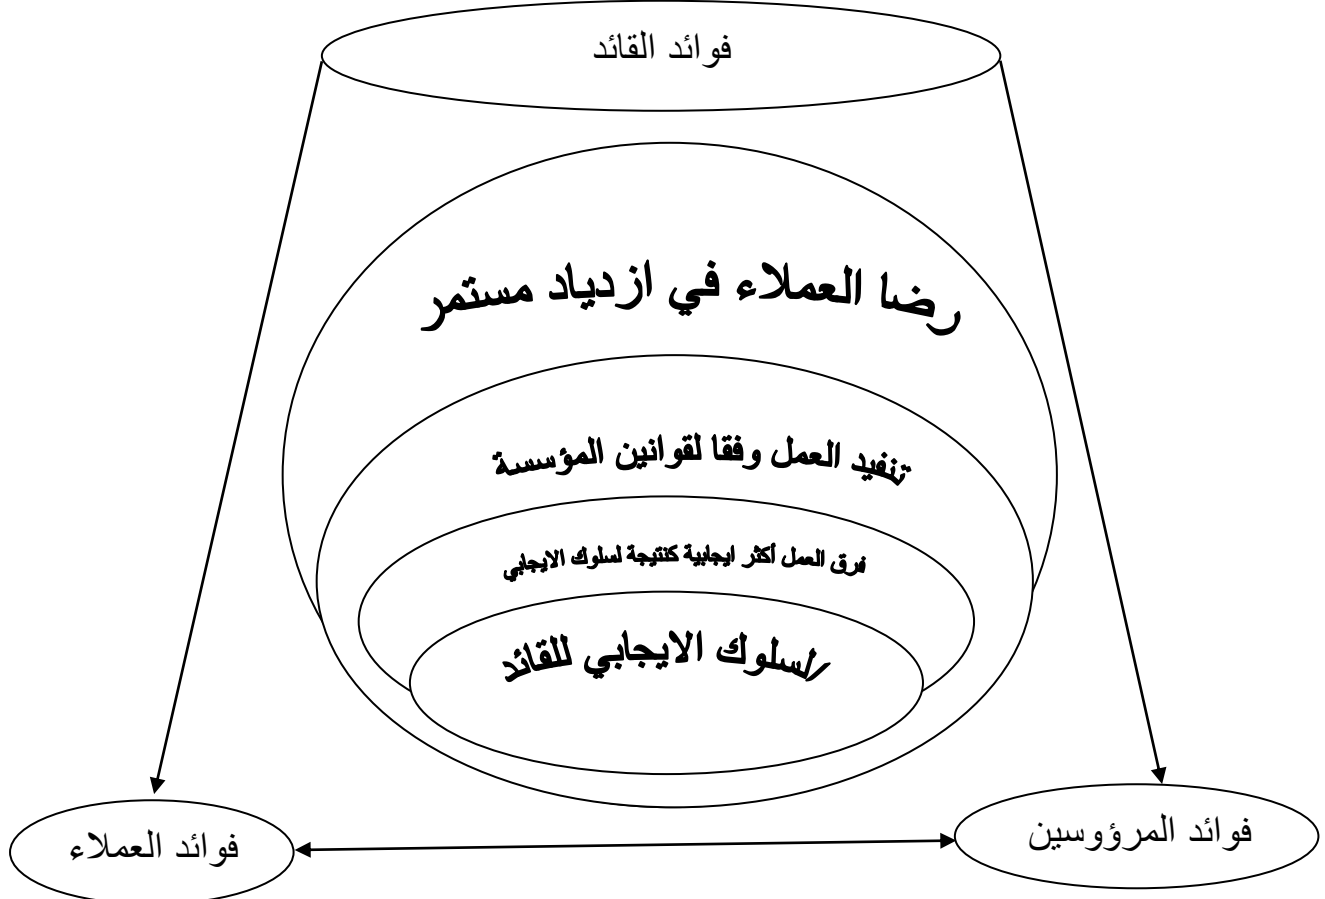 فوائد القائد
رضا العملاء في ازدياد مستمر
تنفيد العمل وفقا لقوانين المؤسسة
فرق العمل أكثر ايجابية كنتيجة لسلوك الايجابي
السلوك الايجابي للقائد
فوائد المرؤوسين
فوائد العملاء